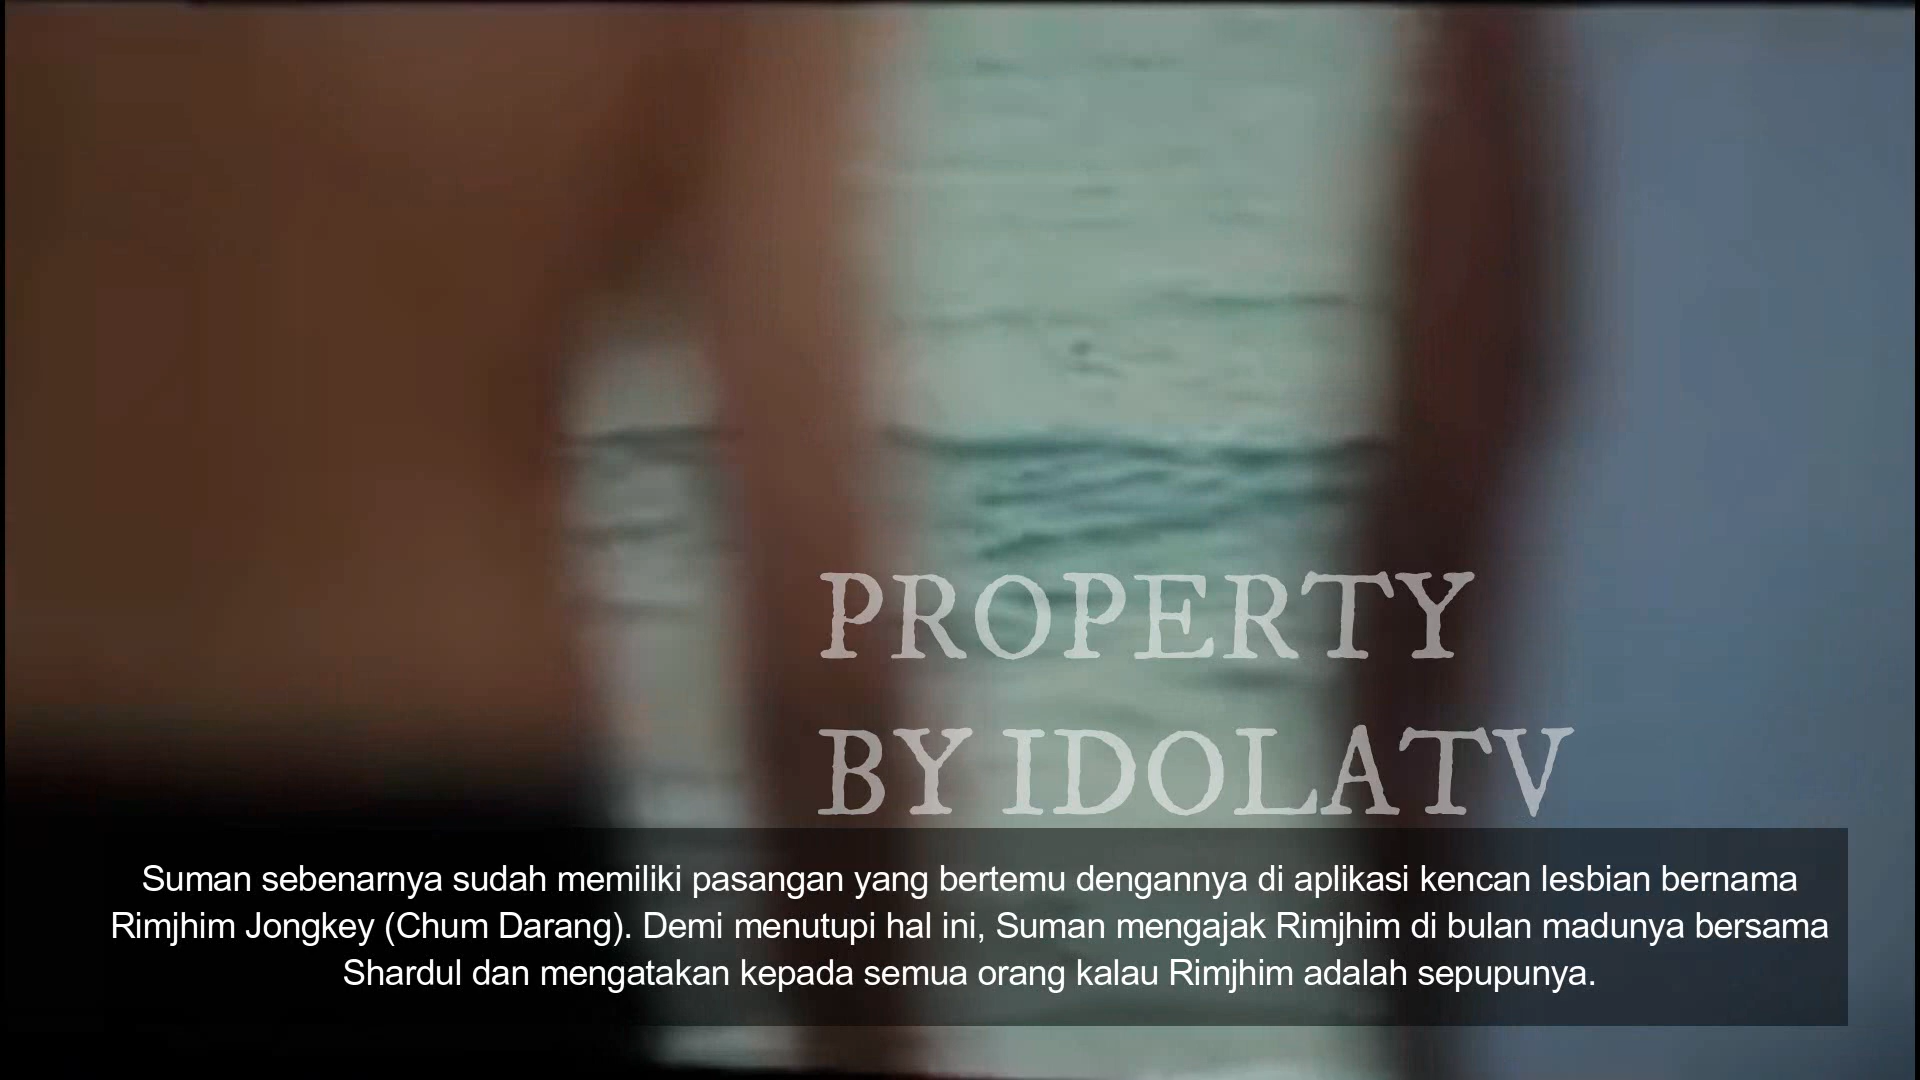 PROPERTY
BY IDOLATV
Suman sebenarnya sudah memiliki pasangan yang bertemu dengannya di aplikasi kencan lesbian bernama
Rimjhim Jongkey (Chum Darang). Demi menutupi hal ini, Suman mengajak Rimjhim di bulan madunya bersama
Shardul dan mengatakan kepada semua orang kalau Rimjhim adalah sepupunya.